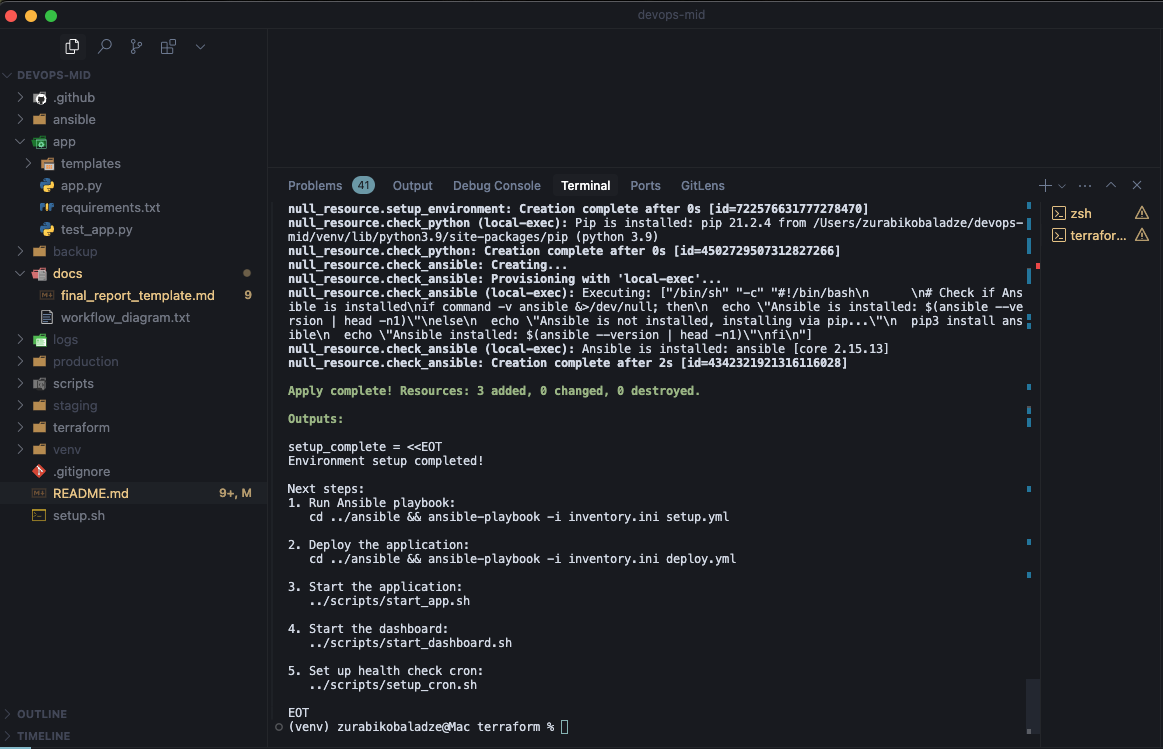 devops-mid
DEVOPS-MID
.github
ansible
app
templates
app.py
requirements.txt
test_app.py
backup
docs
final_report_template.md 9
workflow_diagram.txt
logs
production
scripts
staging
terraform
venv
.gitignore
README.md 9+, M
setup.sh
OUTLINE
TIMELINE
Problems 41 Output Debug Console Terminal Ports GitLens
null_resource.setup_environment: Creation complete after 0s [id=722576631777278470]
null_resource.check_python (local-exec): Pip is installed: pip 21.2.4 from /Users/zurabikobaladze/devops-
mid/venv/lib/python3.9/site-packages/pip (python 3.9)
null_resource.check_python: Creation complete after 0s [id=4502729507312827266]
null_resource.check_ansible: Creating...
null_resource.check_ansible: Provisioning with 'local-exec'...
null_resource.check_ansible (local-exec): Executing: ["/bin/sh" "-c" "#!/bin/bash\n      \n# Check if Ans
ible is installed\nif command -v ansible &>/dev/null; then\n  echo \"Ansible is installed: $(ansible --ve
rsion | head -n1)\"\nelse\n  echo \"Ansible is not installed, installing via pip...\"\n  pip3 install ans
ible\n  echo \"Ansible installed: $(ansible --version | head -n1)\"\nfi\n"]
null_resource.check_ansible (local-exec): Ansible is installed: ansible [core 2.15.13]
null_resource.check_ansible: Creation complete after 2s [id=4342321921316116028]
Apply complete! Resources: 3 added, 0 changed, 0 destroyed.
Outputs:
setup_complete = <<EOT
Environment setup completed!
Next steps:
1. Run Ansible playbook:
   cd ../ansible && ansible-playbook -i inventory.ini setup.yml
2. Deploy the application:
   cd ../ansible && ansible-playbook -i inventory.ini deploy.yml
3. Start the application:
   ../scripts/start_app.sh
4. Start the dashboard:
   ../scripts/start_dashboard.sh
5. Set up health check cron:
   ../scripts/setup_cron.sh
EOT
(venv) zurabikobaladze@Mac terraform %
zsh
terrafor...